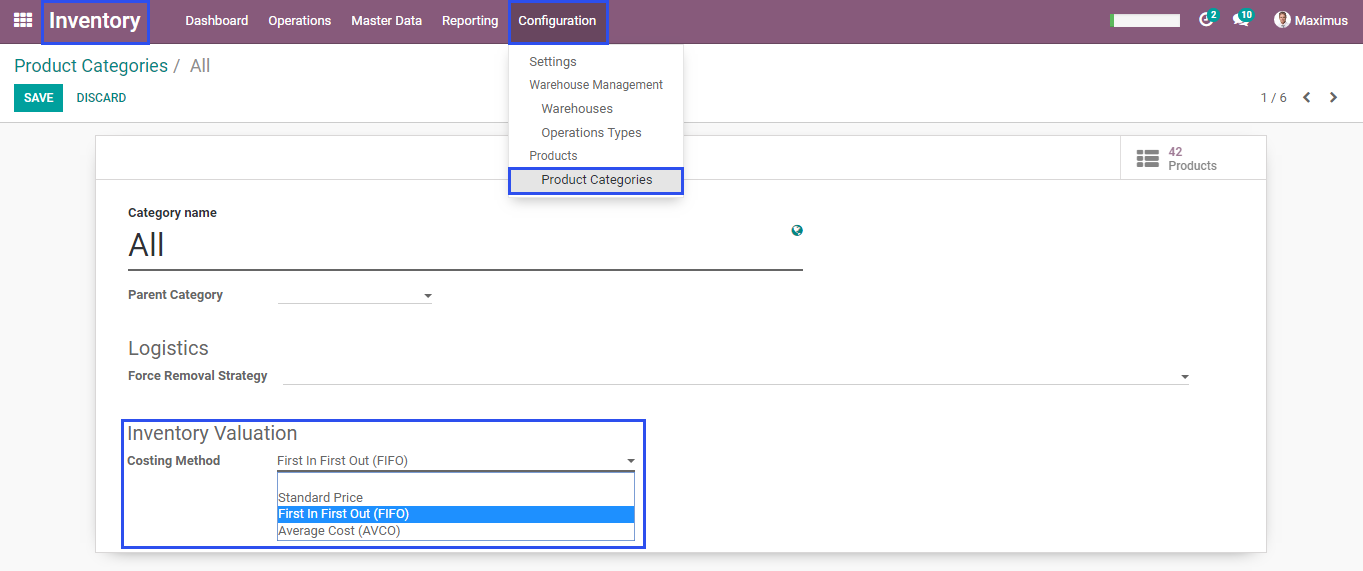 Inventory Dashboard Operations Master Data Reporting Configuration 2 10 Maximus
Product Categories / All
Settings
Warehouse Management
SAVE DISCARD
1 / 6
Warehouses
Operations Types
Products
42
Products
Product Categories
Category name
All
Parent Category
Logistics
Force Removal Strategy
Inventory Valuation
Costing Method First In First Out (FIFO)
Standard Price
First In First Out (FIFO)
Average Cost (AVCO)